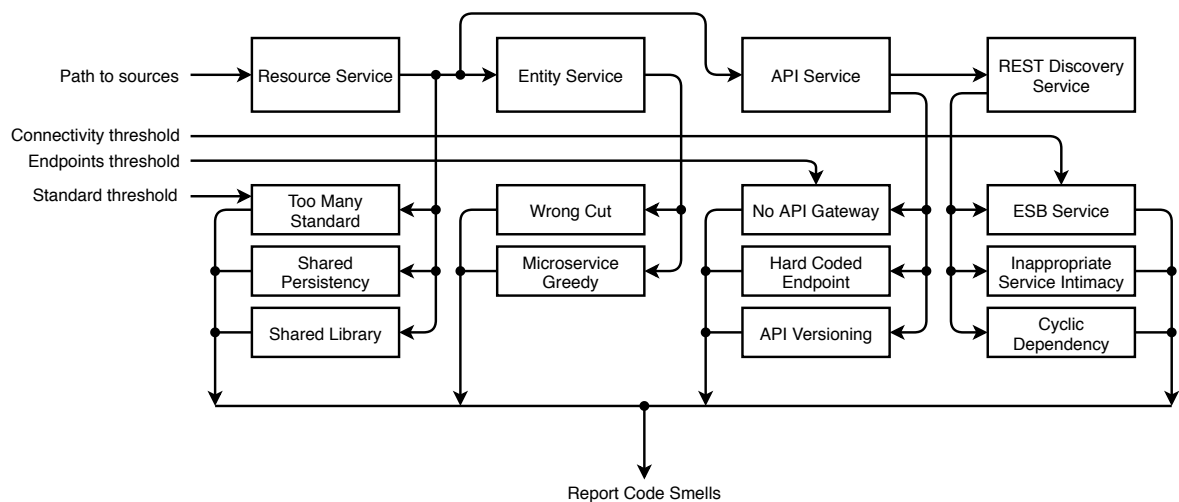 Path to sources
Resource Service
Entity Service
API Service
REST Discovery
Service
Connectivity threshold
Endpoints threshold
Standard threshold
Too Many
Standard
Wrong Cut
No API Gateway
ESB Service
Shared
Persistency
Microservice
Greedy
Hard Coded
Endpoint
Inappropriate
Service Intimacy
Shared Library
API Versioning
Cyclic
Dependency
Report Code Smells